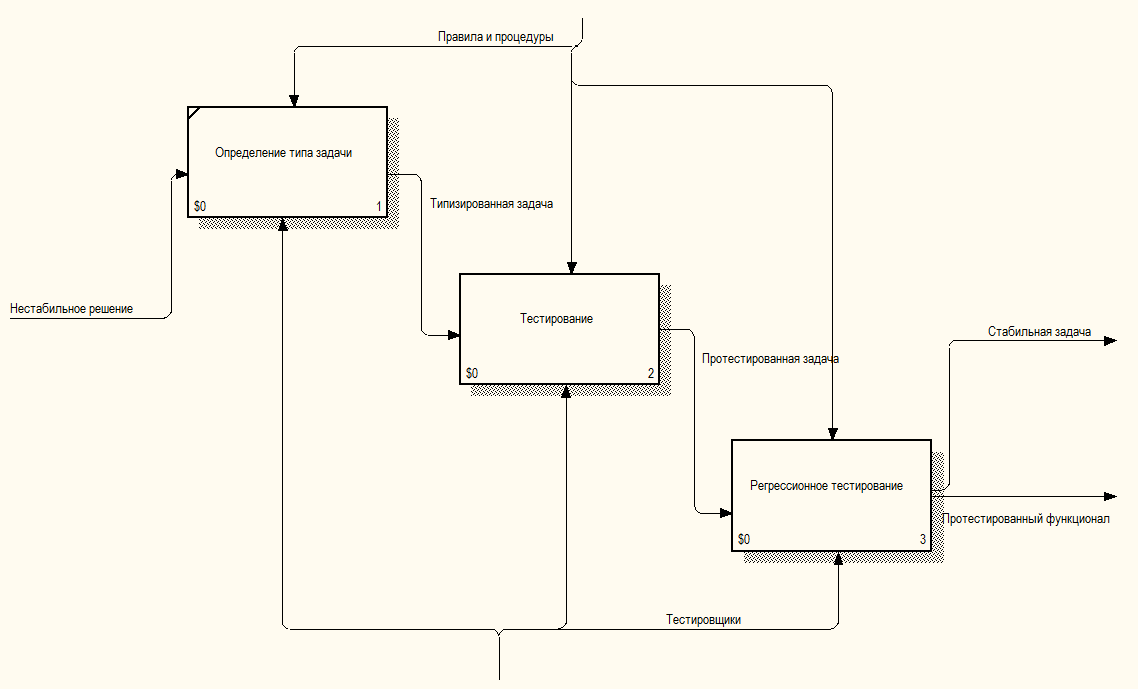 Правила и процедуры
Определение типа задачи
$0
1
Типизированная задача
Нестабильное решение
Тестирование
$0
2
Стабильная задача
Протестированная задача
Регрессионное тестирование
$0
3
Протестированный функционал
Тестировщики